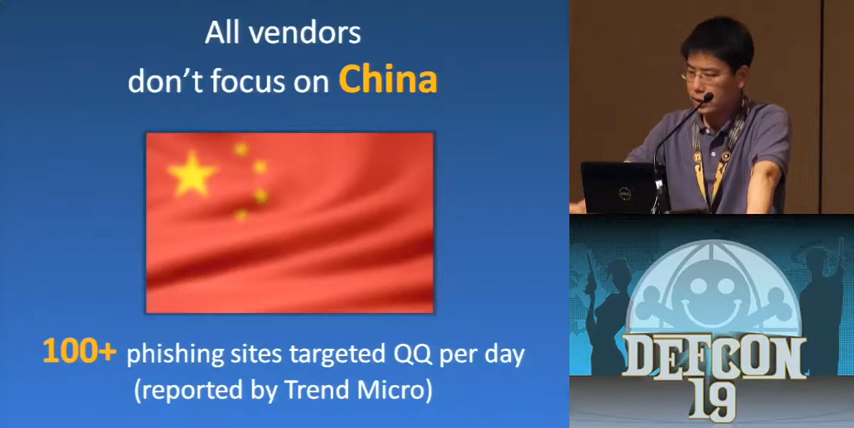 All vendors
don't focus on China
100+ phishing sites targeted QQ per day
(reported by Trend Micro)
DEFCON
19